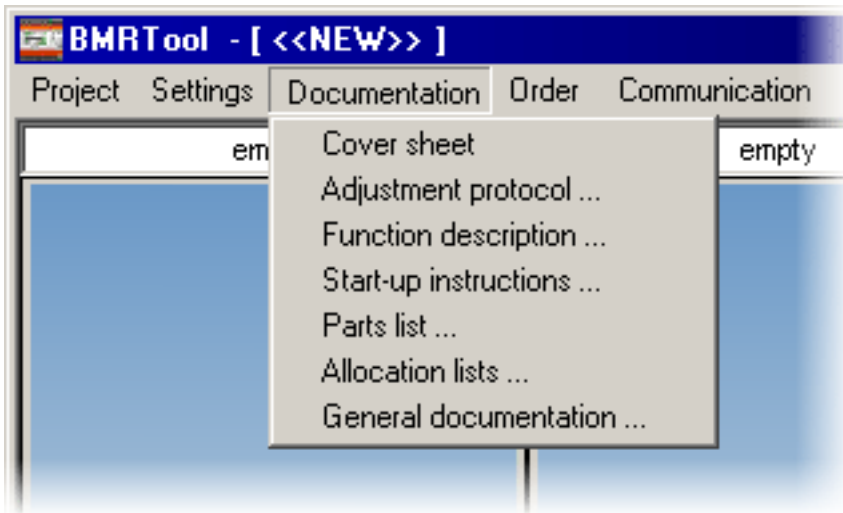 BMRTool - [ <<NEW>> ]
Project Settings Documentation Order Communication
empty
Cover sheet
Adjustment protocol ...
Function description ...
Start-up instructions ...
Parts list ...
Allocation lists ...
General documentation ...